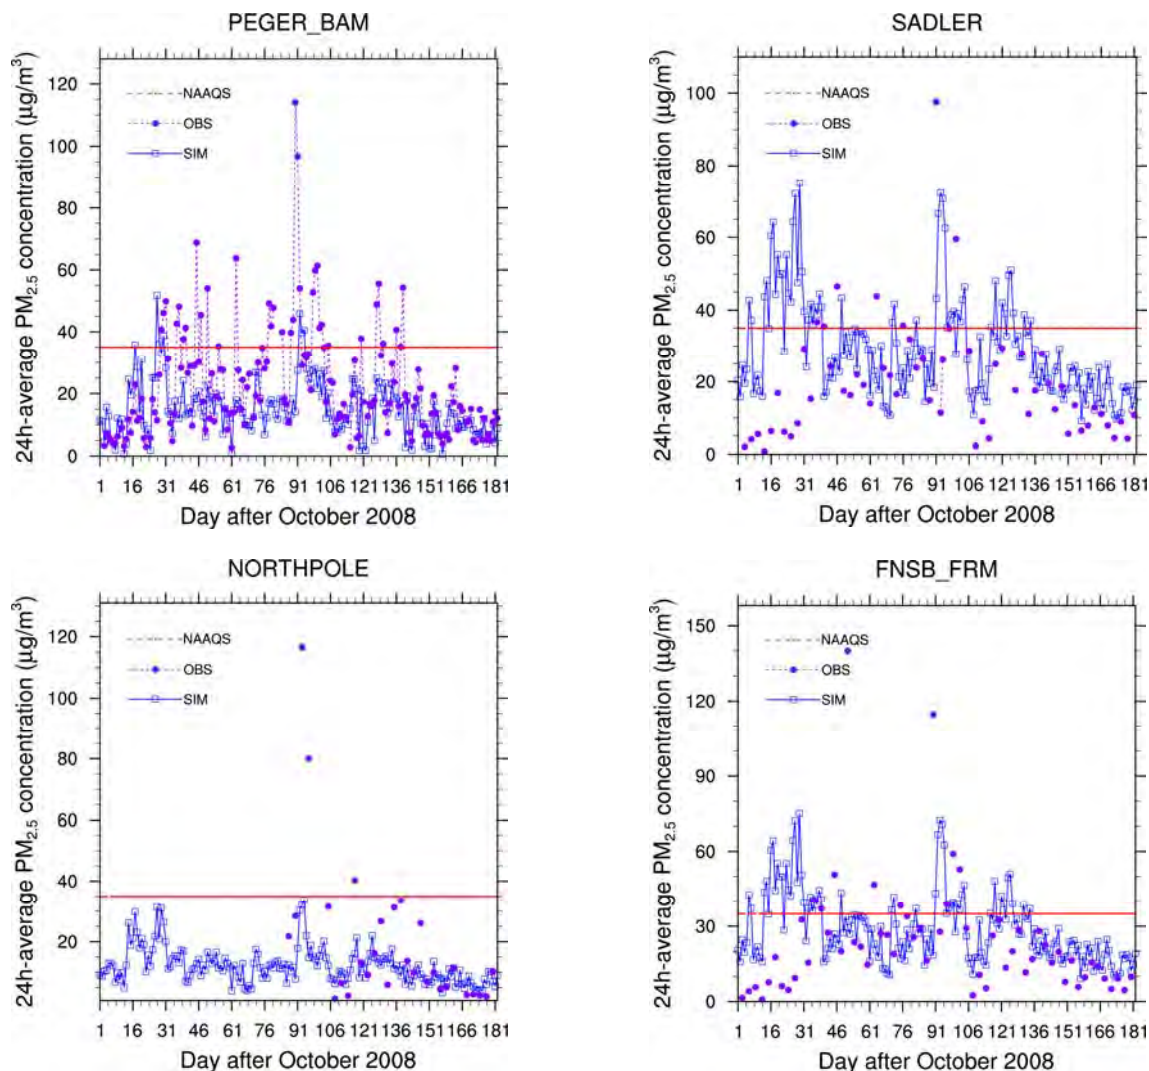 PEGER_BAM
24h-average PM2.5 concentration (μg/m³)
120
100
80
60
40
20
0
NAAQS
OBS
SIM
1 16 31 46 61 76 91 106 121 136 151 166 181
Day after October 2008
SADLER
24h-average PM2.5 concentration (μg/m³)
100
80
60
40
20
0
NAAQS
OBS
SIM
1 16 31 46 61 76 91 106 121 136 151 166 181
Day after October 2008
NORTHPOLE
24h-average PM2.5 concentration (μg/m³)
120
100
80
60
40
20
NAAQS
OBS
SIM
1 16 31 46 61 76 91 106 121 136 151 166 181
Day after October 2008
FNSB_FRM
24h-average PM2.5 concentration (μg/m³)
150
120
90
60
30
0
NAAQS
OBS
SIM
1 16 31 46 61 76 91 106 121 136 151 166 181
Day after October 2008